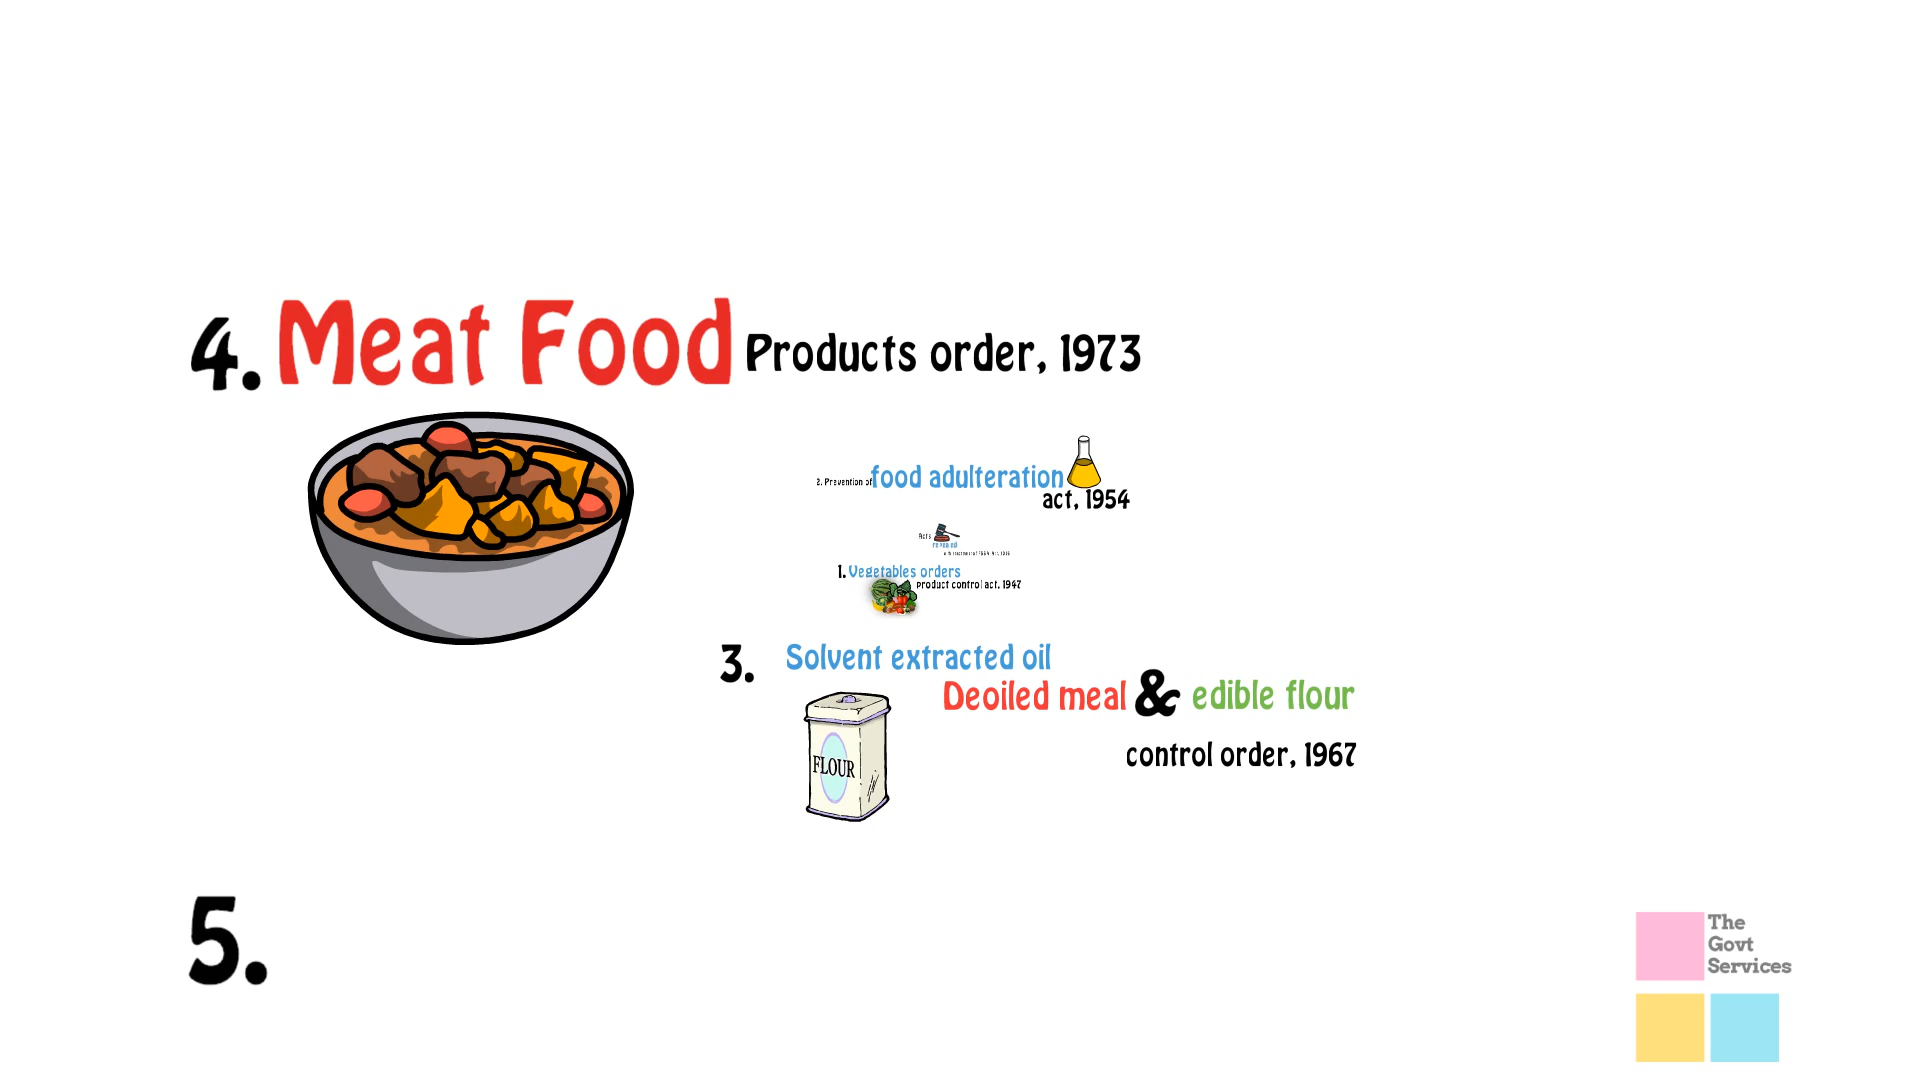 4. Meat Food Products order, 1973
2. Prevention of food adulteration
act, 1954
Acts
repealed
1. Vegetables orders
product control act, 1947
3. Solvent extracted oil
Deoiled meal & edible flour
FLOUR
control order, 1967
5.
The
Govt
Services